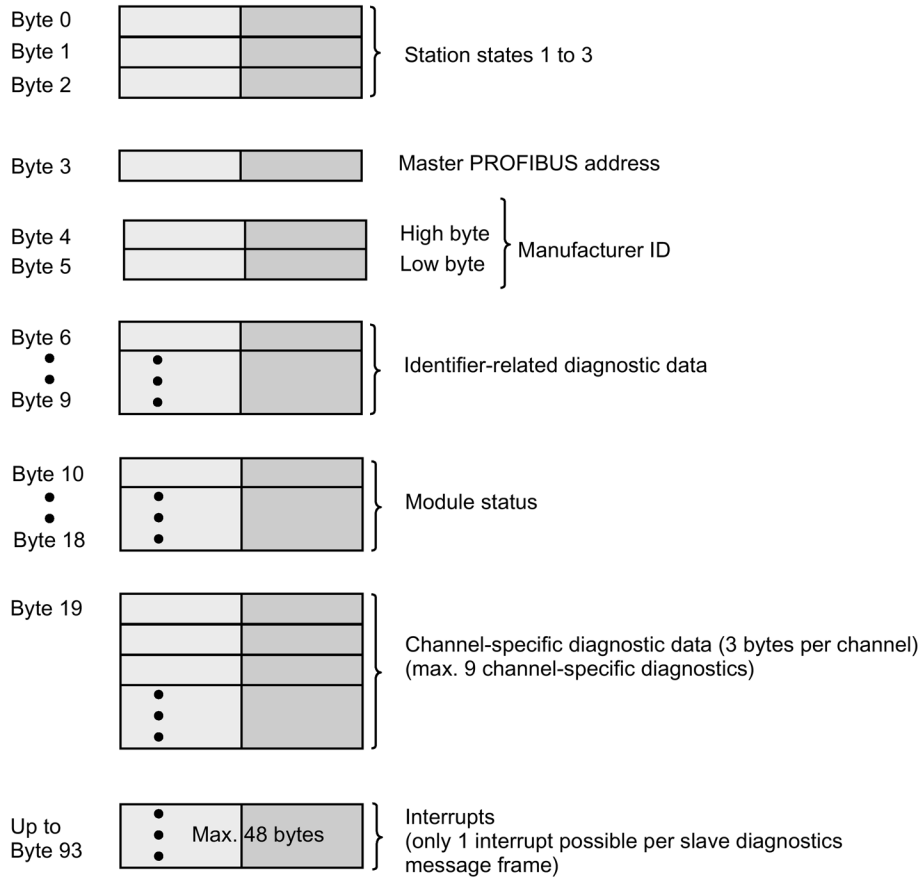 Byte 0
Byte 1
Byte 2
Station states 1 to 3
Byte 3
Master PROFIBUS address
Byte 4
High byte
Byte 5
Low byte
Manufacturer ID
Byte 6
Byte 9
Identifier-related diagnostic data
Byte 10
Byte 18
Module status
Byte 19
Channel-specific diagnostic data (3 bytes per channel)
(max. 9 channel-specific diagnostics)
Up to
Byte 93
Max. 48 bytes
Interrupts
(only 1 interrupt possible per slave diagnostics
message frame)